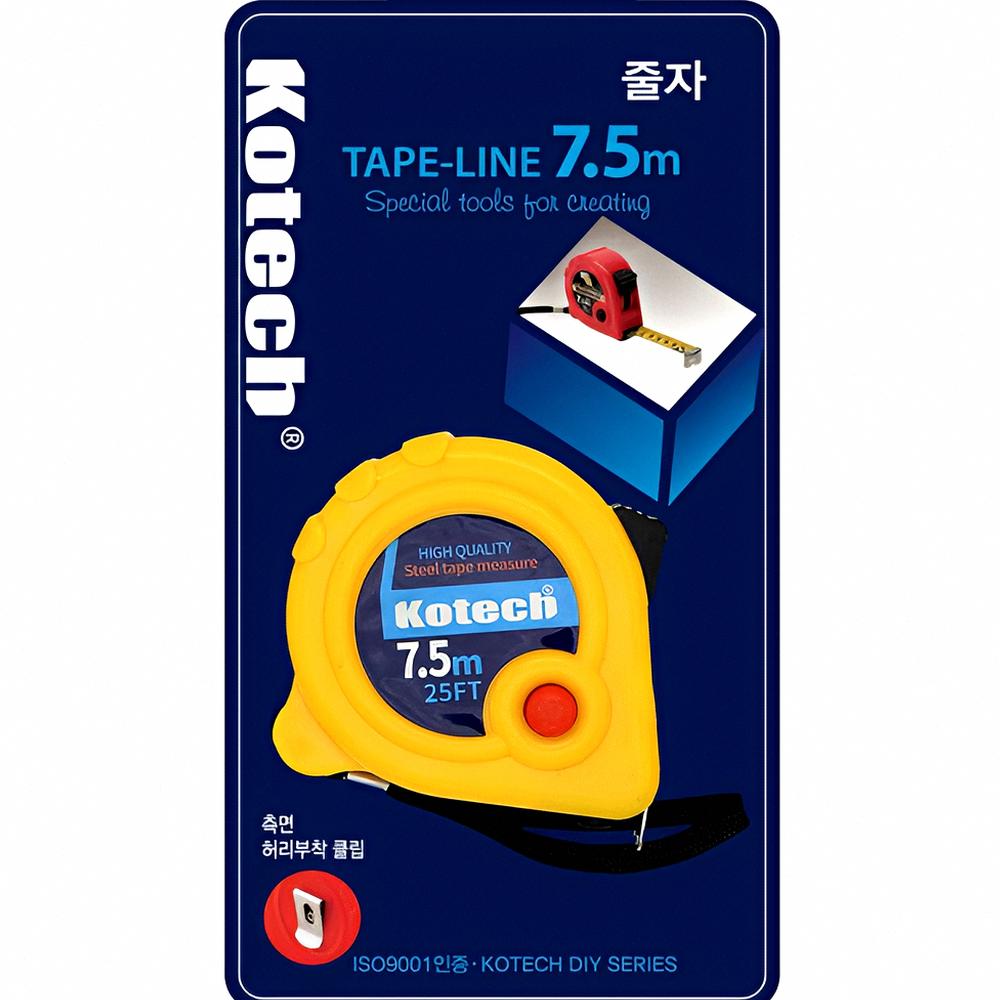 Kotech®
줄자
TAPE-LINE 7.5m
Special tools for creating
HIGH QUALITY
Steel tape measure
Kotech®
7.5m
25FT
측면
허리부착 클립
ISO9001인증·KOTECH DIY SERIES